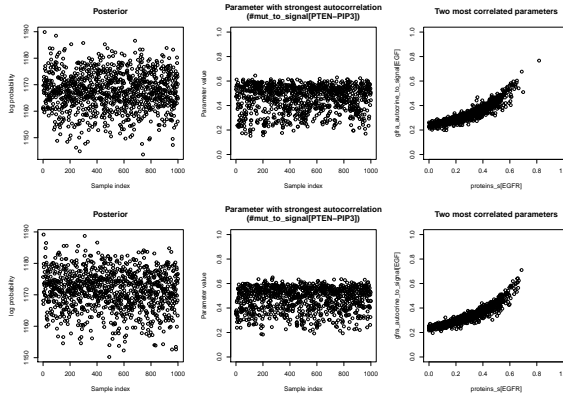 Posterior
log probability
1150 1160 1170 1180 1190
0 200 400 600 800 1000
Sample index
Parameter with strongest autocorrelation
(#mut_to_signal[PTEN−PIP3])
Parameter value
0.0 0.2 0.4 0.6 0.8 1.0
0 200 400 600 800 1000
Sample index
Two most correlated parameters
gfra_autocrine_to_signal[EGF]
0.0 0.2 0.4 0.6 0.8 1.0
0.0 0.2 0.4 0.6 0.8 1.0
proteins_s[EGFR]
Posterior
log probability
1150 1160 1170 1180 1190
0 200 400 600 800 1000
Sample index
Parameter with strongest autocorrelation
(#mut_to_signal[PTEN−PIP3])
Parameter value
0.0 0.2 0.4 0.6 0.8 1.0
0 200 400 600 800 1000
Sample index
Two most correlated parameters
gfra_autocrine_to_signal[EGF]
0.0 0.2 0.4 0.6 0.8 1.0
0.0 0.2 0.4 0.6 0.8 1.0
proteins_s[EGFR]